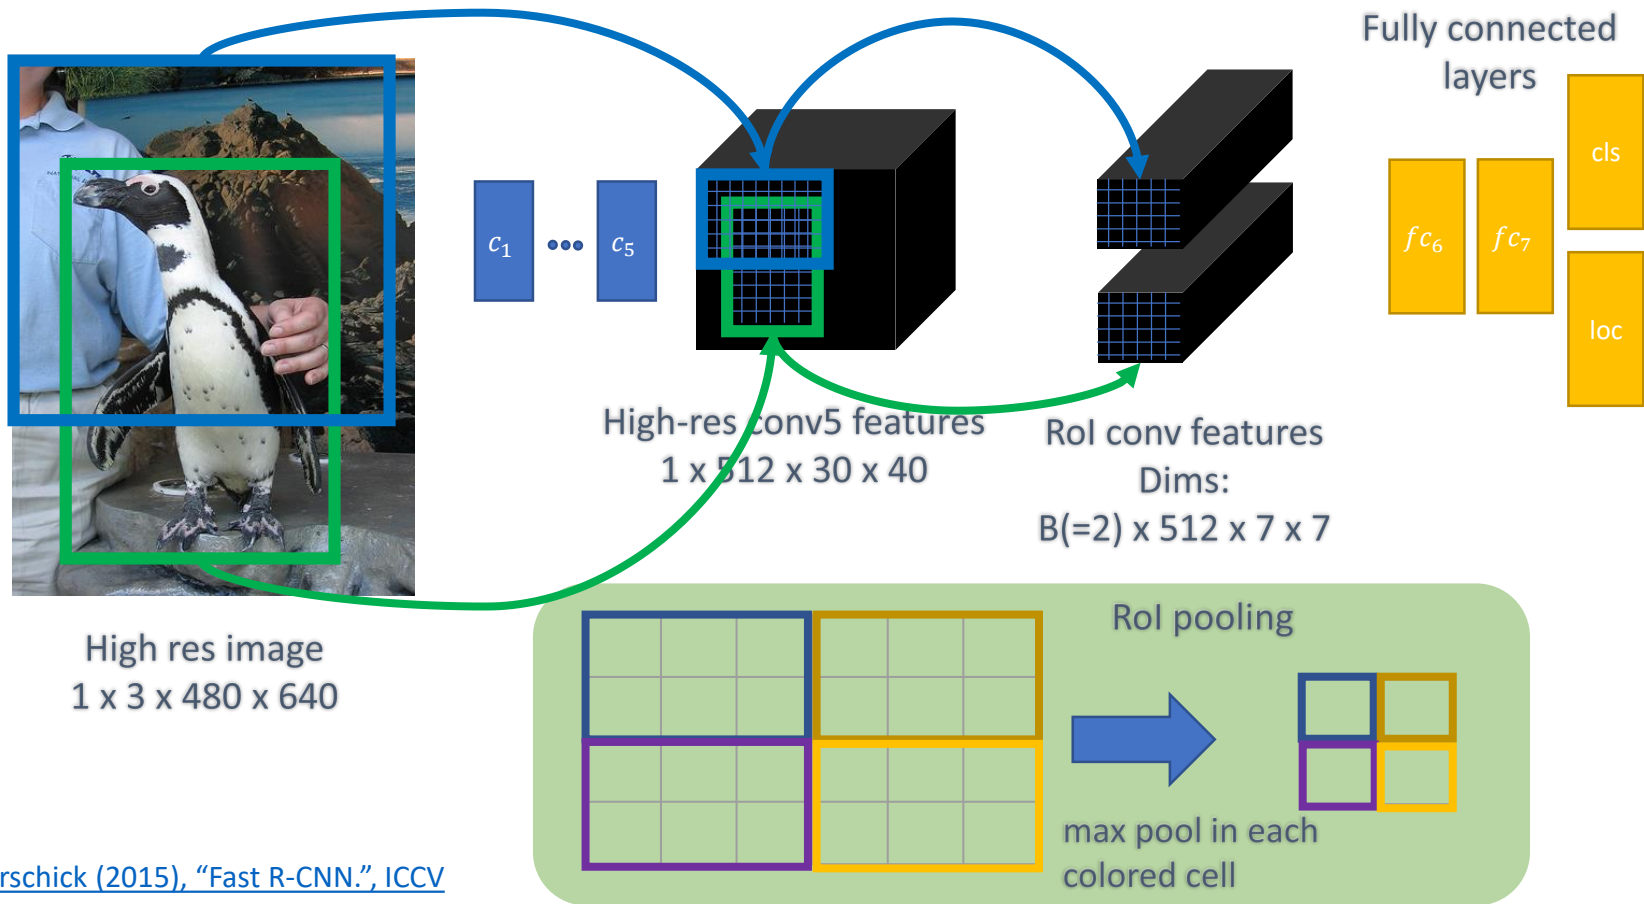 Fully connected
layers
c₁
c₅
fc₆
fc₇
cls
loc
High-res conv5 features
1 x 512 x 30 x 40
RoI conv features
Dims:
B(=2) x 512 x 7 x 7
High res image
1 x 3 x 480 x 640
RoI pooling
max pool in each
colored cell
rschick (2015), “Fast R-CNN.”, ICCV